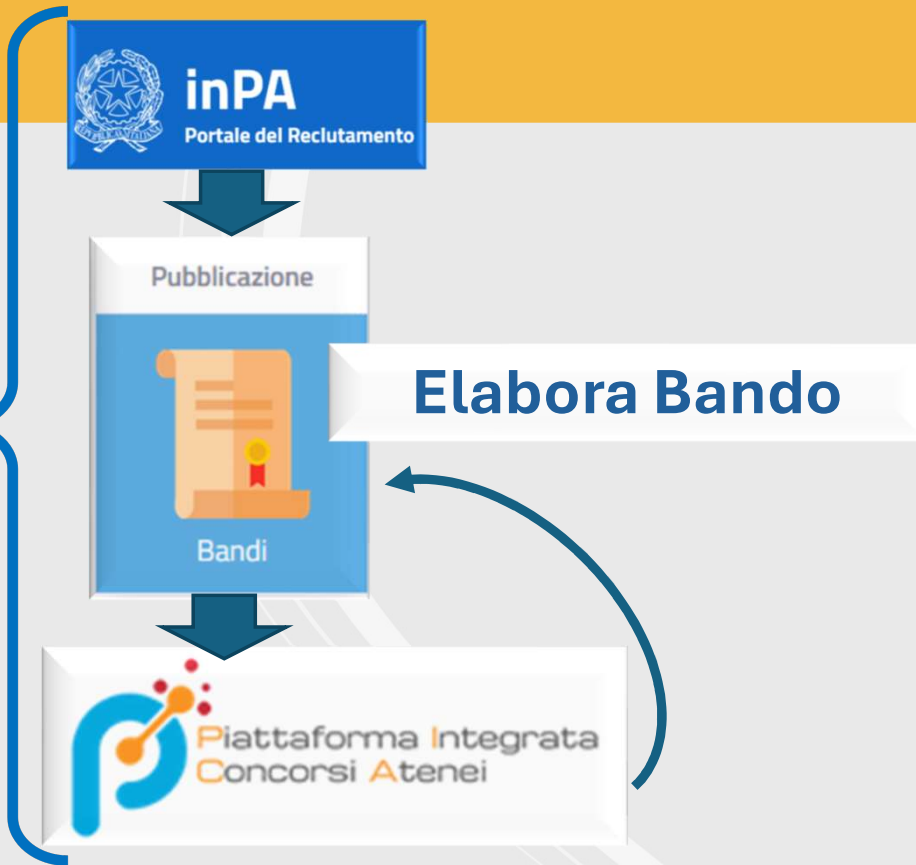 inPA
Portale del Reclutamento
Pubblicazione
Elabora Bando
Bandi
Piattaforma Integrata
Concorsi Atenei